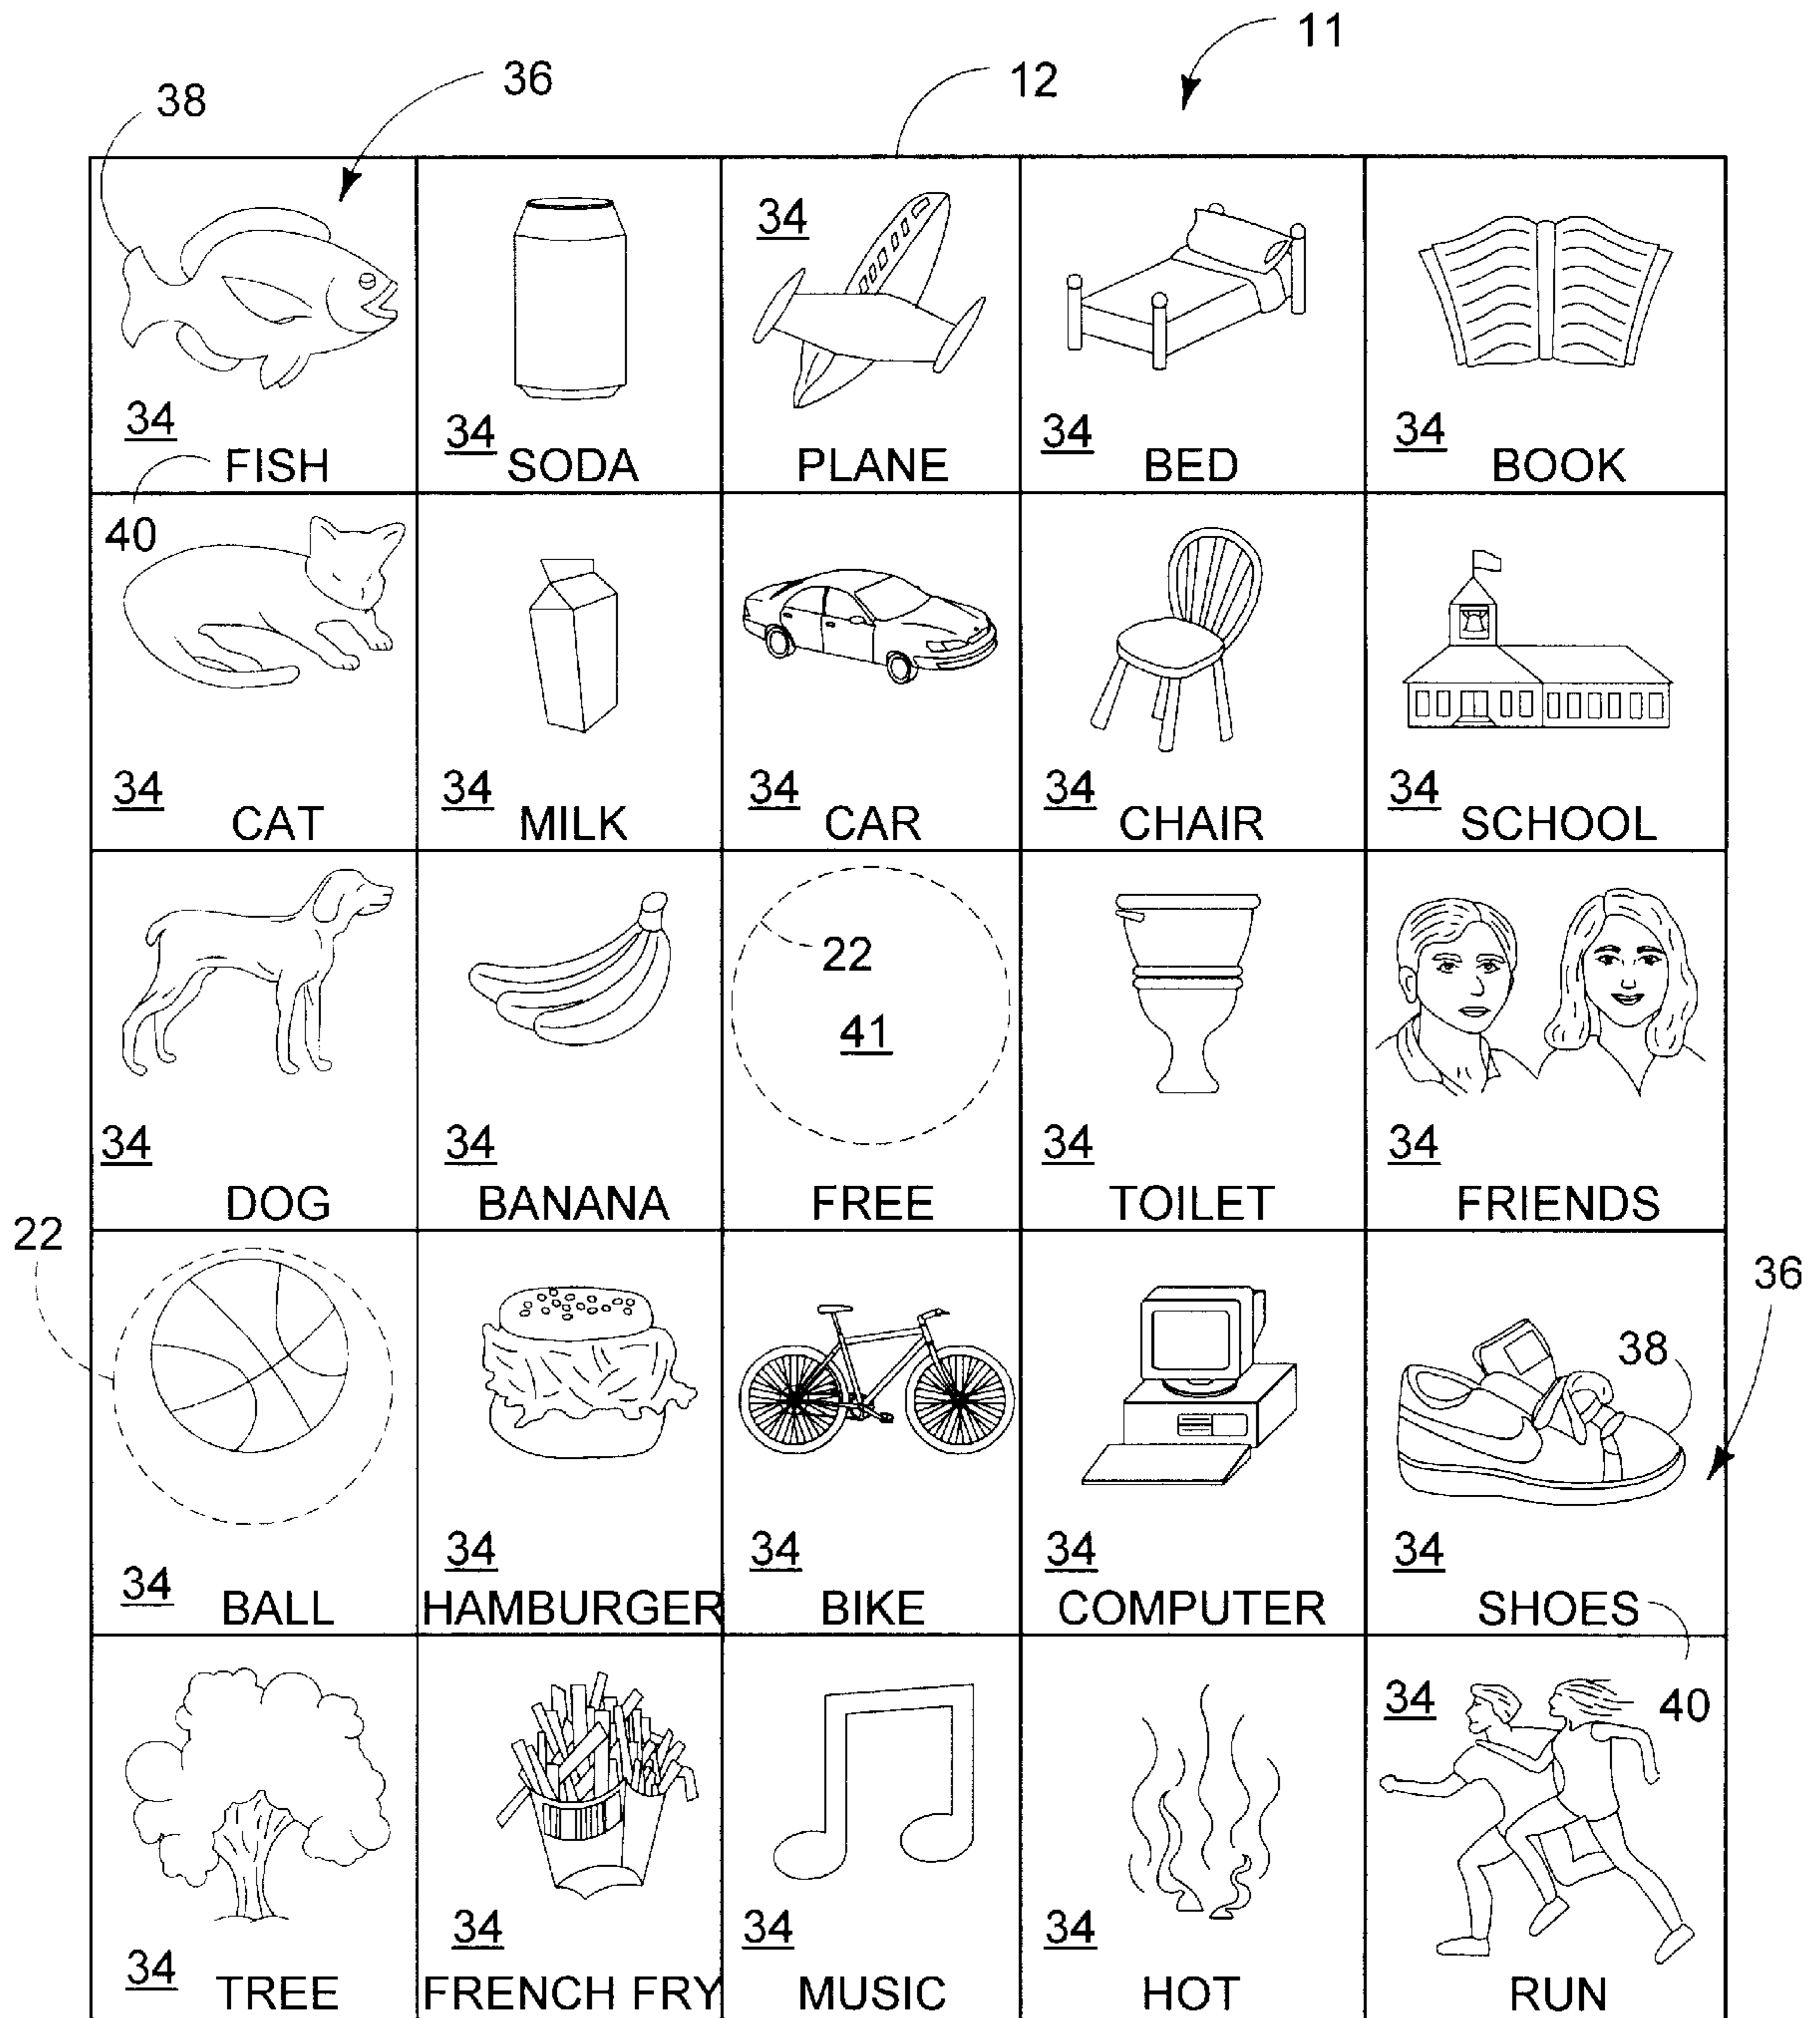 11
36
12
38
34
34
34
34
34
FISH
SODA
PLANE
BED
BOOK
40
34
34
34
34
34
CAT
MILK
CAR
CHAIR
SCHOOL
22
41
34
34
34
34
DOG
BANANA
FREE
TOILET
FRIENDS
22
36
38
34
34
34
34
34
BALL
HAMBURGER
BIKE
COMPUTER
SHOES
34
40
34
34
34
34
TREE
FRENCH FRY
MUSIC
HOT
RUN